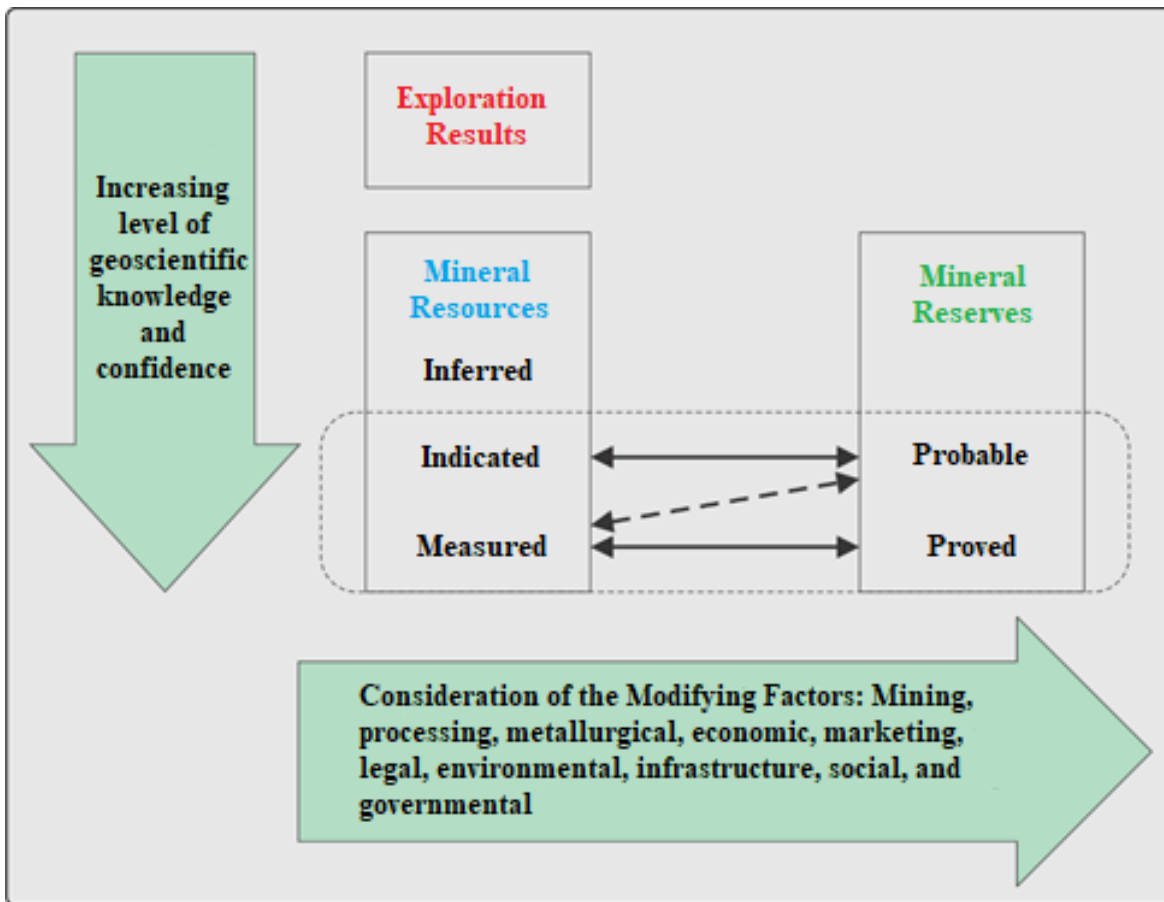 Increasing
level of
geoscientific
knowledge
and
confidence
Exploration
Results
Mineral
Resources
Inferred
Indicated
Measured
Mineral
Reserves
Probable
Proved
Consideration of the Modifying Factors: Mining,
processing, metallurgical, economic, marketing,
legal, environmental, infrastructure, social, and
governmental